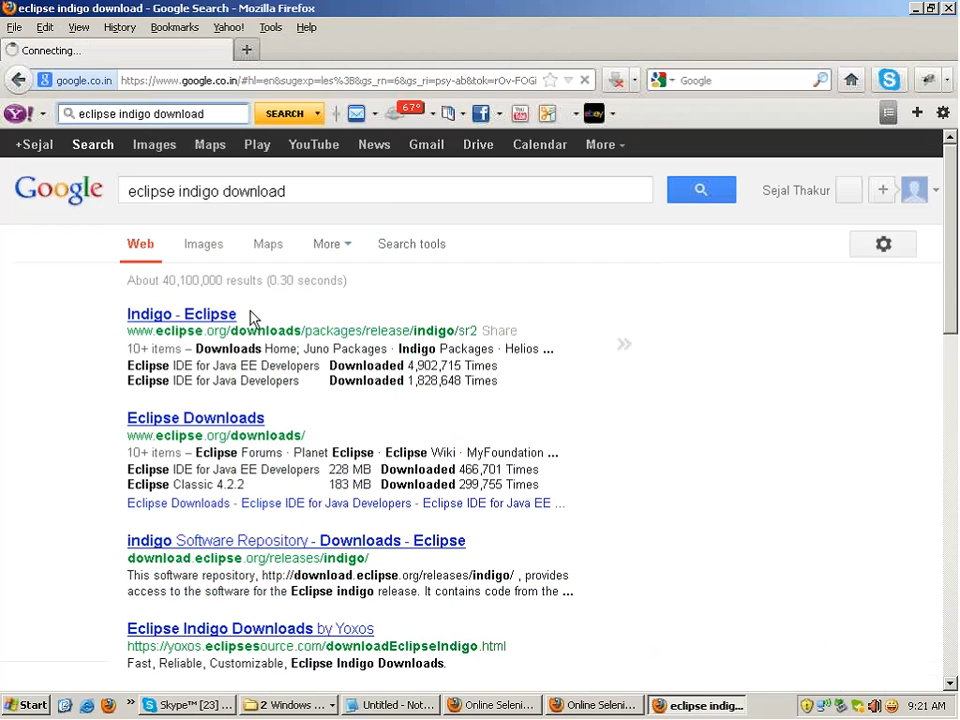 eclipse indigo download - Google Search - Mozilla Firefox
File Edit View History Bookmarks Yahoo! Tools Help
Connecting...
google.co.in https://www.google.co.in/#hl=en&sugexp=les%3B&gs_rn=6&gs_ri=psy-ab&tok=rOv-FOGi Google
Y! eclipse indigo download SEARCH 67° ebay
+Sejal Search Images Maps Play YouTube News Gmail Drive Calendar More
Google eclipse indigo download Sejal Thakur
Web Images Maps More Search tools
About 40,100,000 results (0.30 seconds)
Indigo - Eclipse
www.eclipse.org/downloads/packages/release/indigo/sr2 Share
10+ items – Downloads Home; Juno Packages · Indigo Packages · Helios ...
Eclipse IDE for Java EE Developers Downloaded 4,902,715 Times
Eclipse IDE for Java Developers Downloaded 1,828,648 Times
Eclipse Downloads
www.eclipse.org/downloads/
10+ items – Eclipse Forums · Planet Eclipse · Eclipse Wiki · MyFoundation ...
Eclipse IDE for Java EE Developers 228 MB Downloaded 466,701 Times
Eclipse Classic 4.2.2 183 MB Downloaded 299,755 Times
Eclipse Downloads - Eclipse IDE for Java Developers - Eclipse IDE for Java EE ...
indigo Software Repository - Downloads - Eclipse
download.eclipse.org/releases/indigo/
This software repository, http://download.eclipse.org/releases/indigo/ , provides
access to the software for the Eclipse indigo release. It contains code from the ...
Eclipse Indigo Downloads by Yoxos
https://yoxos.eclipsesource.com/downloadEclipseIndigo.html
Fast, Reliable, Customizable, Eclipse Indigo Downloads.
Start Skype™ [23] ... 2 Windows ... Untitled - Not... Online Seleni... Online Seleni... eclipse indig... 9:21 AM